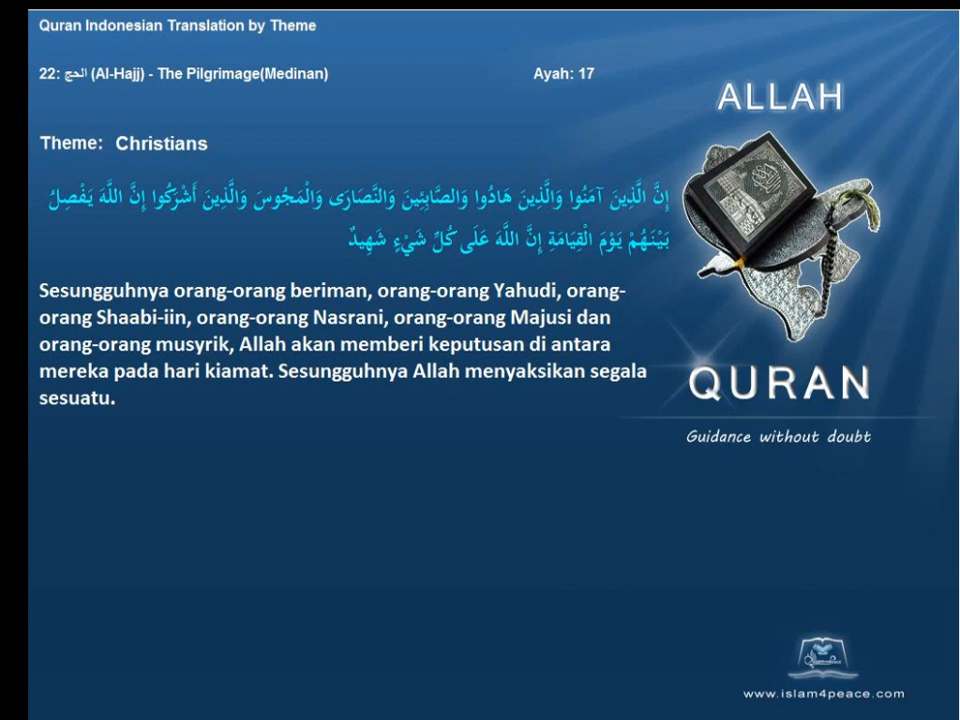 Quran Indonesian Translation by Theme
22: الحج (Al-Hajj) - The Pilgrimage(Medinan)
Ayah: 17
Theme: Christians
إِنَّ الَّذِينَ آمَنُوا وَالَّذِينَ هَادُوا وَالصَّابِئِينَ وَالنَّصَارَى وَالْمَجُوسَ وَالَّذِينَ أَشْرَكُوا إِنَّ اللَّهَ يَفْصِلُ
بَيْنَهُمْ يَوْمَ الْقِيَامَةِ إِنَّ اللَّهَ عَلَى كُلِّ شَيْءٍ شَهِيدٌ
Sesungguhnya orang-orang beriman, orang-orang Yahudi, orang-
orang Shaabi-iin, orang-orang Nasrani, orang-orang Majusi dan
orang-orang musyrik, Allah akan memberi keputusan di antara
mereka pada hari kiamat. Sesungguhnya Allah menyaksikan segala
sesuatu.
ALLAH
QURAN
Guidance without doubt
www.islam4peace.com